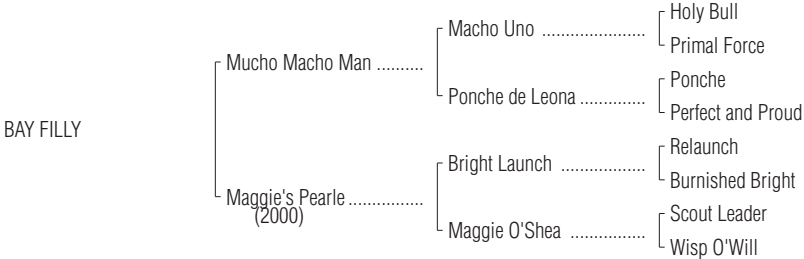 Holy Bull
Macho Uno ......................
Primal Force
Mucho Macho Man ..........
Ponche
Ponche de Leona ..............
Perfect and Proud
BAY FILLY
Relaunch
Bright Launch ..................
Burnished Bright
Maggie's Pearle ................
(2000)
Scout Leader
Maggie O'Shea ................
Wisp O'Will